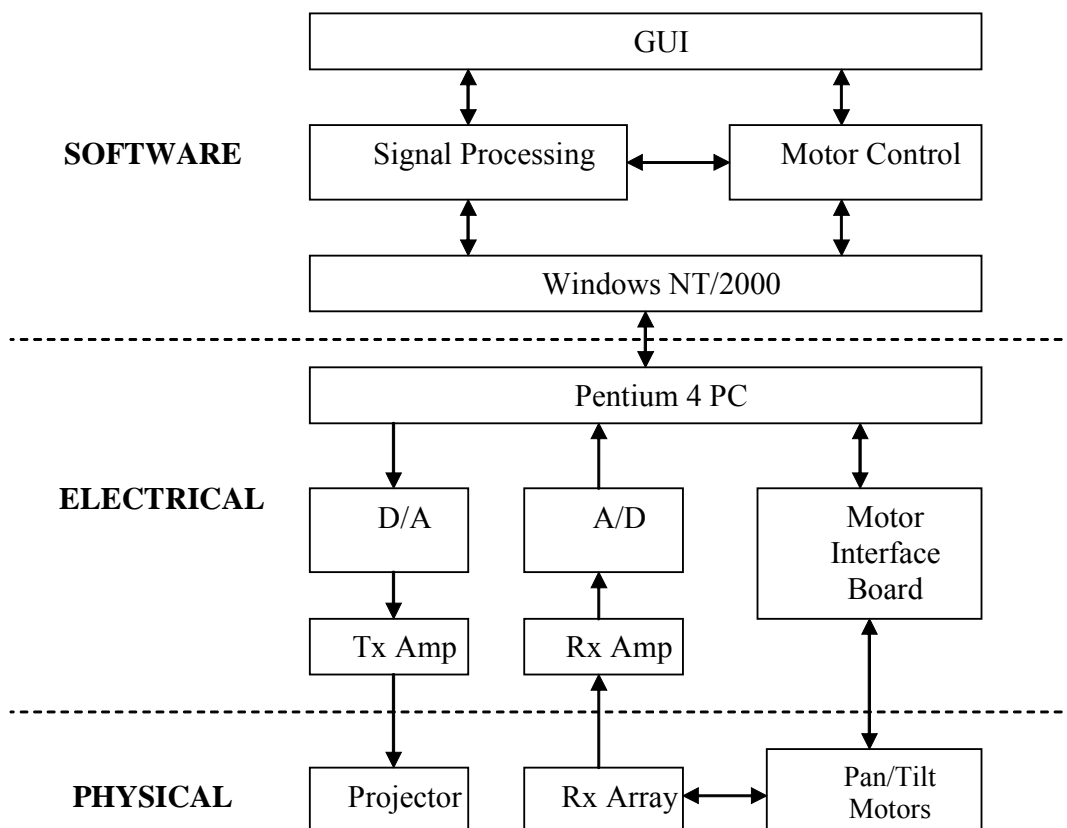 GUI
SOFTWARE
Signal Processing
Motor Control
Windows NT/2000
Pentium 4 PC
ELECTRICAL
D/A
A/D
Motor
Interface
Board
Tx Amp
Rx Amp
PHYSICAL
Projector
Rx Array
Pan/Tilt
Motors